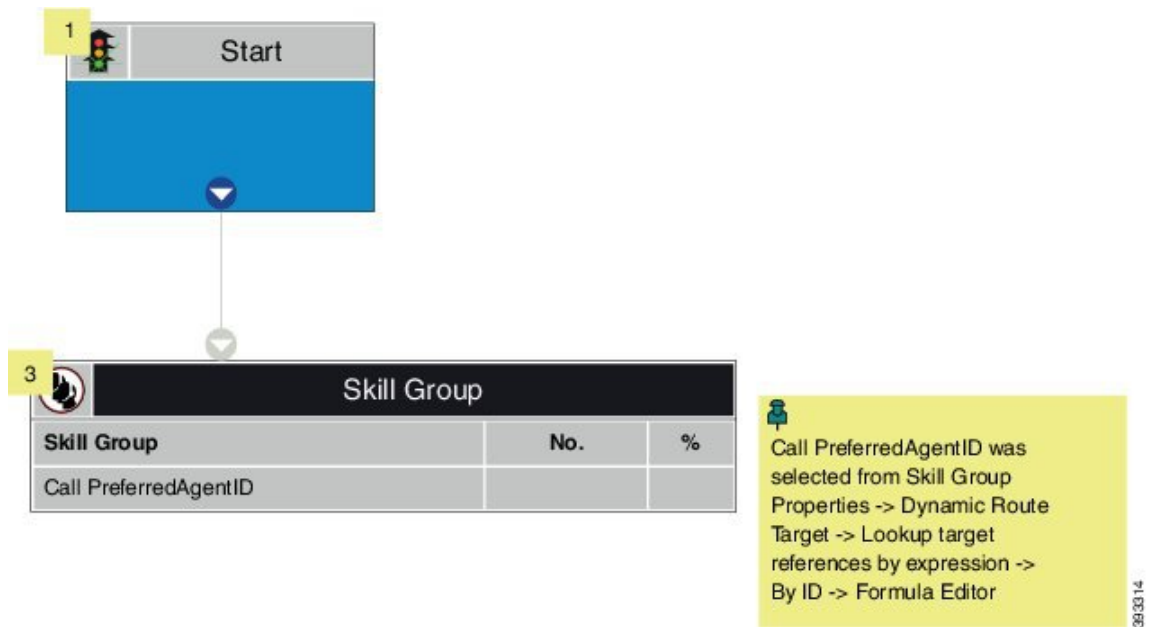 1
Start
3
Skill Group
Skill Group No. %
Call PreferredAgentID
Call PreferredAgentID was
selected from Skill Group
Properties -> Dynamic Route
Target -> Lookup target
references by expression ->
By ID -> Formula Editor
393314